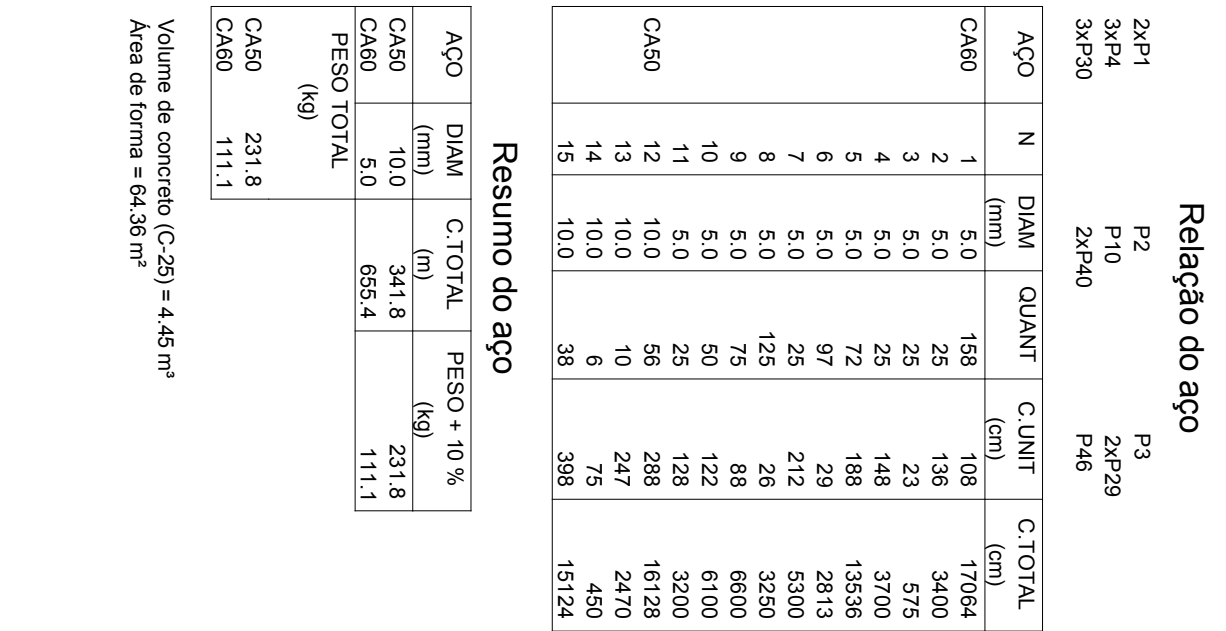 Relação do aço
2xP1 P2 P3
3xP4 P10 2xP29
3xP30 2xP40 P46
AÇO N DIAM QUANT C.UNIT C.TOTAL
(mm) (cm) (cm)
CA60 1 5.0 158 108 17064
2 5.0 25 136 3400
3 5.0 25 23 575
4 5.0 25 148 3700
5 5.0 72 188 13536
6 5.0 97 29 2813
7 5.0 25 212 5300
8 5.0 125 26 3250
9 5.0 75 88 6600
10 5.0 50 122 6100
11 5.0 25 128 3200
CA50 12 10.0 56 288 16128
13 10.0 10 247 2470
14 10.0 6 75 450
15 10.0 38 398 15124
Resumo do aço
AÇO DIAM C.TOTAL PESO + 10 %
(mm) (m) (kg)
CA50 10.0 341.8 231.8
CA60 5.0 655.4 111.1
PESO TOTAL
(kg)
CA50 231.8
CA60 111.1
Volume de concreto (C-25) = 4.45 m³
Área de forma = 64.36 m²